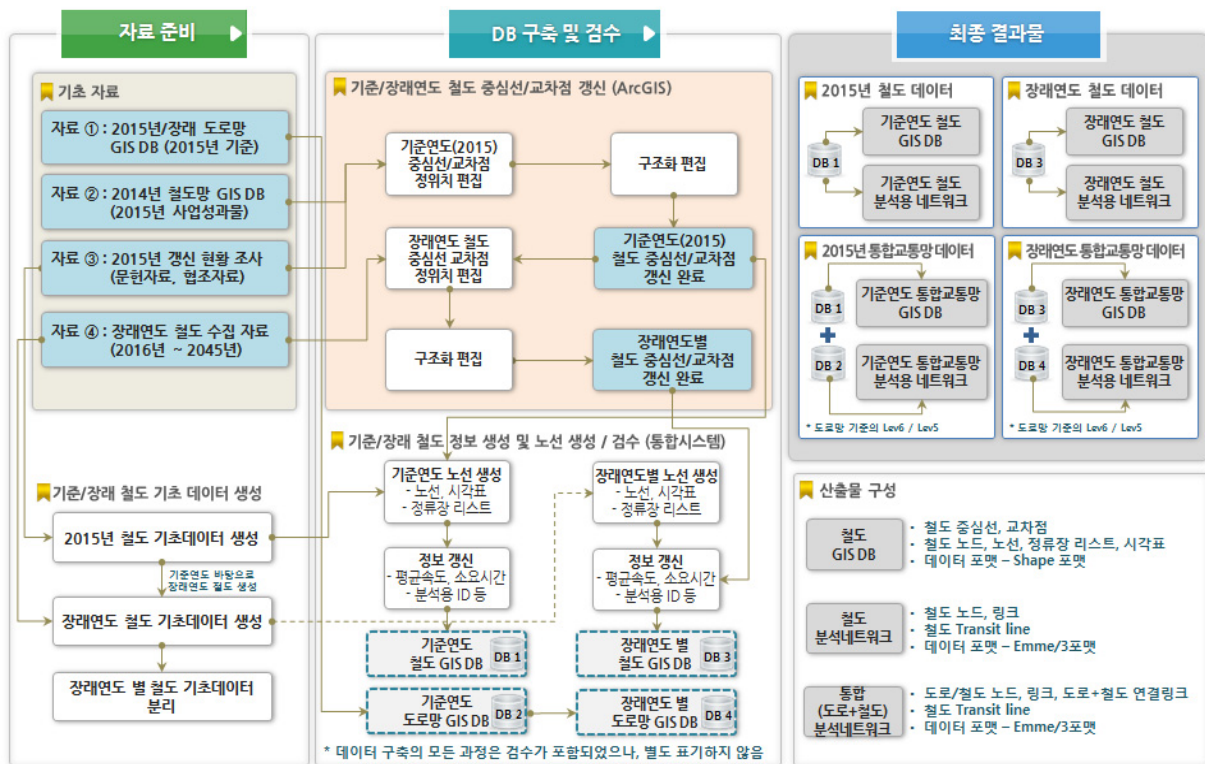 자료 준비
기초 자료
자료 ① : 2015년/장래 도로망
GIS DB (2015년 기준)
자료 ② : 2014년 철도망 GIS DB
(2015년 사업성과물)
자료 ③ : 2015년 갱신 현황 조사
(문헌자료, 협조자료)
자료 ④ : 장래연도 철도 수집 자료
(2016년 ~ 2045년)
기준/장래 철도 기초 데이터 생성
2015년 철도 기초데이터 생성
기준연도 바탕으로
장래연도 철도 생성
장래연도 철도 기초데이터 생성
장래연도 별 철도 기초데이터
분리
DB 구축 및 검수
기준/장래연도 철도 중심선/교차점 갱신 (ArcGIS)
기준연도(2015)
중심선/교차점
정위치 편집
구조화 편집
장래연도 철도
중심선 교차점
정위치 편집
기준연도(2015)
철도 중심선/교차점
갱신 완료
구조화 편집
장래연도별
철도 중심선/교차점
갱신 완료
기준/장래 철도 정보 생성 및 노선 생성 / 검수 (통합시스템)
기준연도 노선 생성
- 노선, 시각표
- 정류장 리스트
장래연도별 노선 생성
- 노선, 시각표
- 정류장 리스트
정보 갱신
- 평균속도, 소요시간
- 분석용 ID 등
정보 갱신
- 평균속도, 소요시간
- 분석용 ID 등
기준연도
철도 GIS DB
DB 1
장래연도 별
철도 GIS DB
DB 3
기준연도
도로망 GIS DB
DB 2
장래연도 별
도로망 GIS DB
DB 4
* 데이터 구축의 모든 과정은 검수가 포함되었으나, 별도 표기하지 않음
최종 결과물
2015년 철도 데이터
DB 1
기준연도 철도
GIS DB
기준연도 철도
분석용 네트워크
장래연도 철도 데이터
DB 3
장래연도 철도
GIS DB
장래연도 철도
분석용 네트워크
2015년 통합교통망 데이터
DB 1
DB 2
기준연도 통합교통망
GIS DB
기준연도 통합교통망
분석용 네트워크
* 도로망 기준의 Lev6 / Lev5
장래연도 통합교통망 데이터
DB 3
DB 4
장래연도 통합교통망
GIS DB
장래연도 통합교통망
분석용 네트워크
* 도로망 기준의 Lev6 / Lev5
산출물 구성
철도
GIS DB
• 철도 중심선, 교차점
• 철도 노드, 노선, 정류장 리스트, 시각표
• 데이터 포맷 – Shape 포맷
철도
분석네트워크
• 철도 노드, 링크
• 철도 Transit line
• 데이터 포맷 – Emme/3포맷
통합
(도로+철도)
분석네트워크
• 도로/철도 노드, 링크, 도로+철도 연결링크
• 철도 Transit line
• 데이터 포맷 – Emme/3포맷